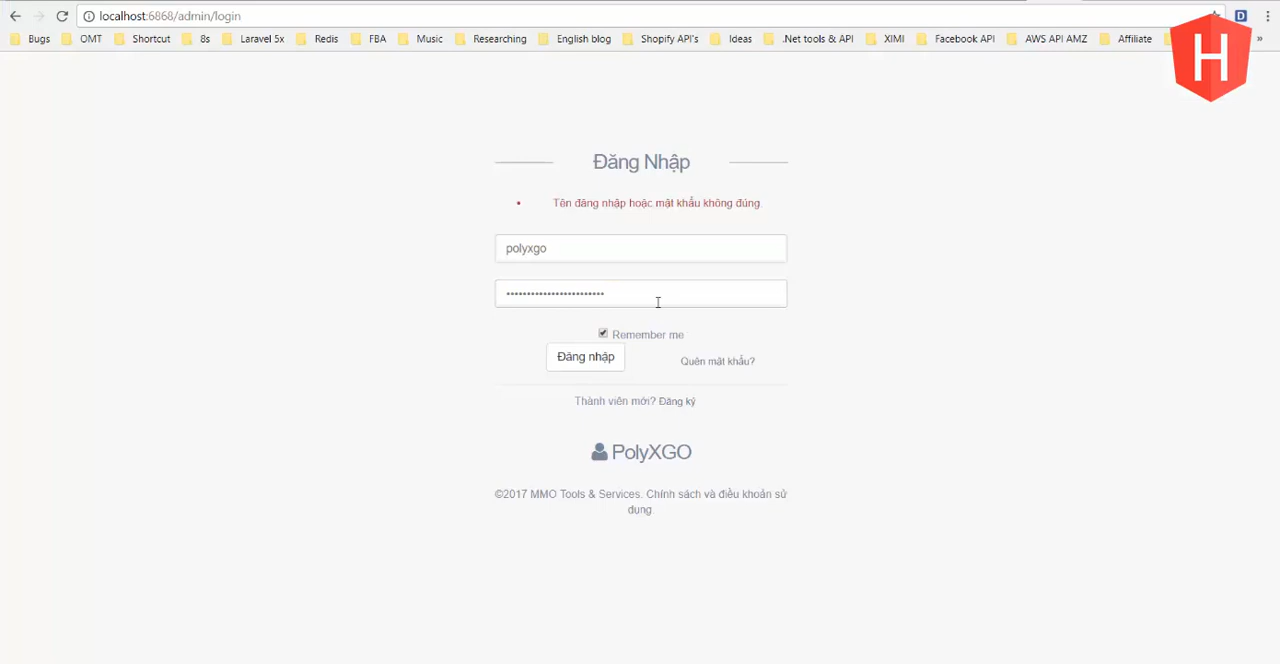 localhost:6868/admin/login
Bugs OMT Shortcut 8s Laravel 5x Redis FBA Music Researching English blog Shopify API's Ideas .Net tools & API XIMI Facebook API AWS API AMZ Affiliate »
H
D
Đăng Nhập
Tên đăng nhập hoặc mật khẩu không đúng.
polyxgo
Remember me
Đăng nhập Quên mật khẩu?
Thành viên mới? Đăng ký
PolyXGO
©2017 MMO Tools & Services. Chính sách và điều khoản sử
dụng.